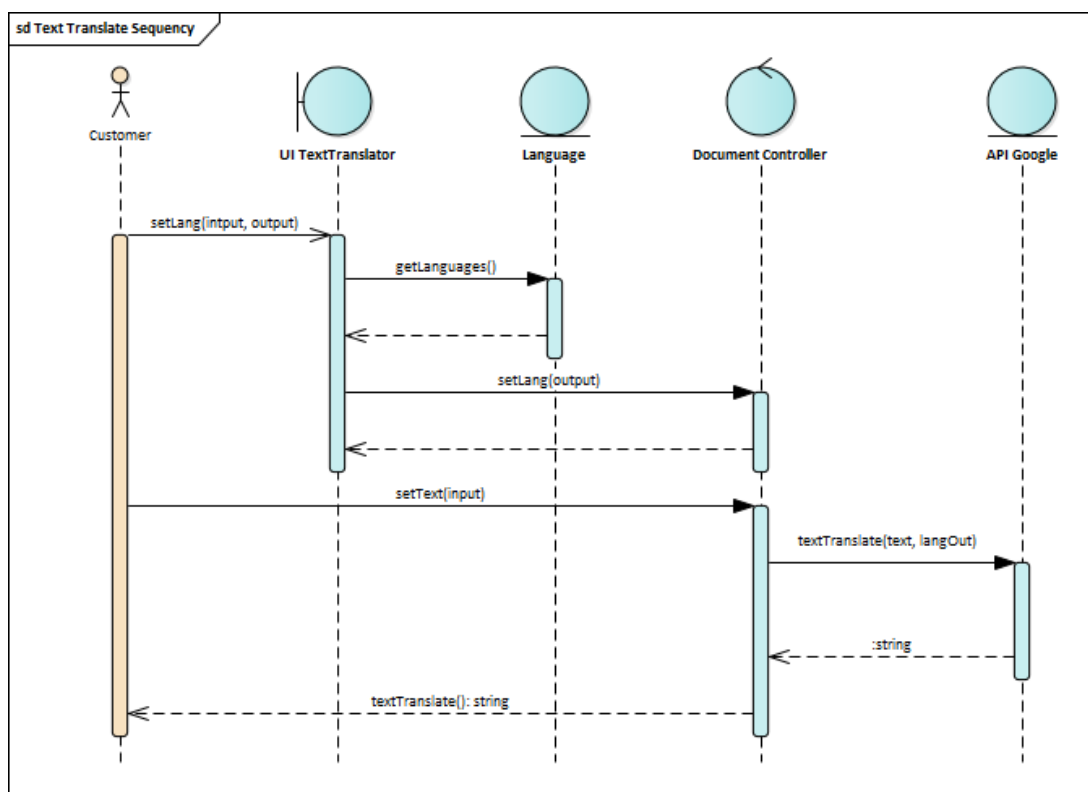 sd Text Translate Sequency
Customer
UI TextTranslator
Language
Document Controller
API Google
setLang(intput, output)
getLanguages()
setLang(output)
setText(input)
textTranslate(text, langOut)
:string
textTranslate(): string